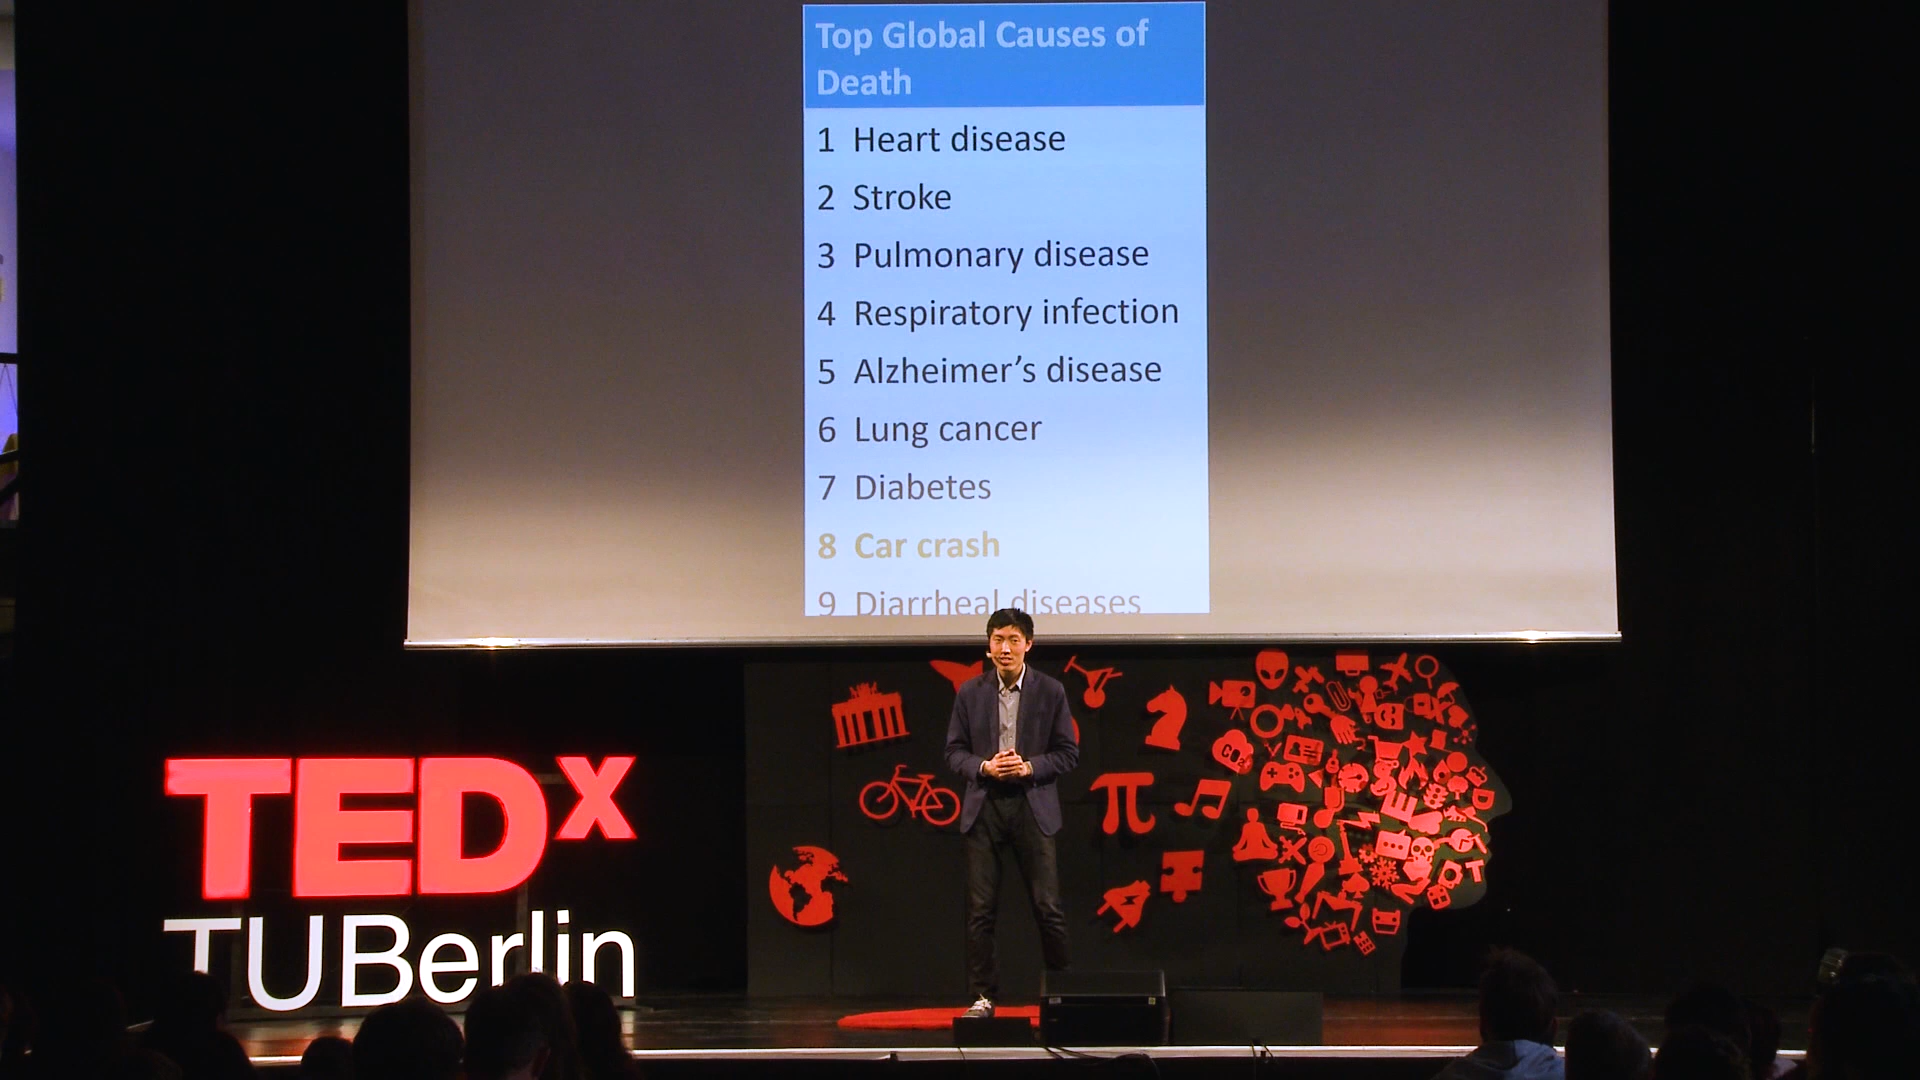 Top Global Causes of
Death
1 Heart disease
2 Stroke
3 Pulmonary disease
4 Respiratory infection
5 Alzheimer’s disease
6 Lung cancer
7 Diabetes
8 Car crash
9 Diarrheal diseases
TEDx
TUBerlin
π
CO2
E
D
T